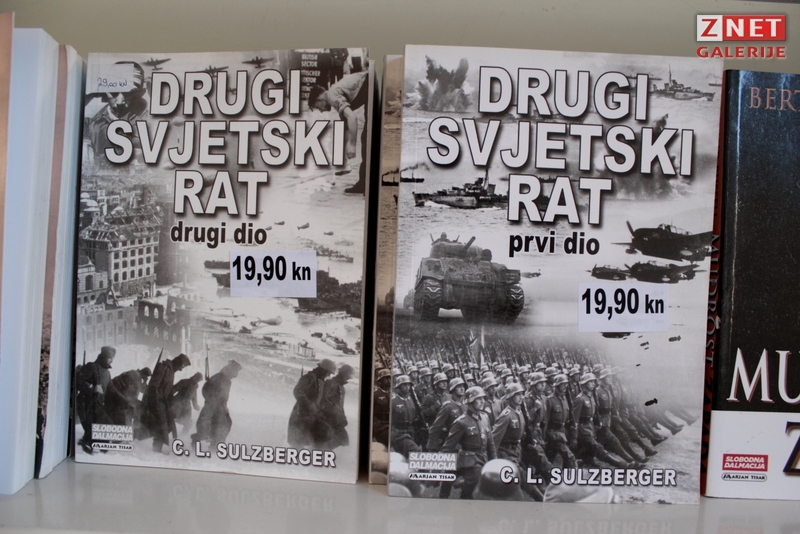 ZNET
GALERIJE
29,00 kn
DRUGI
SVJETSKI
RAT
drugi dio
19,90 kn
SLOBODNA
DALMACIJA
MARJAN TISAK
C. L. SULZBERGER
DRUGI
SVJETSKI
RAT
prvi dio
19,90 kn
SLOBODNA
DALMACIJA
MARJAN TISAK
C. L. SULZBERGER
BERT
MU
Z
SLOBODNA
DALMACIJA
MARJAN TISAK